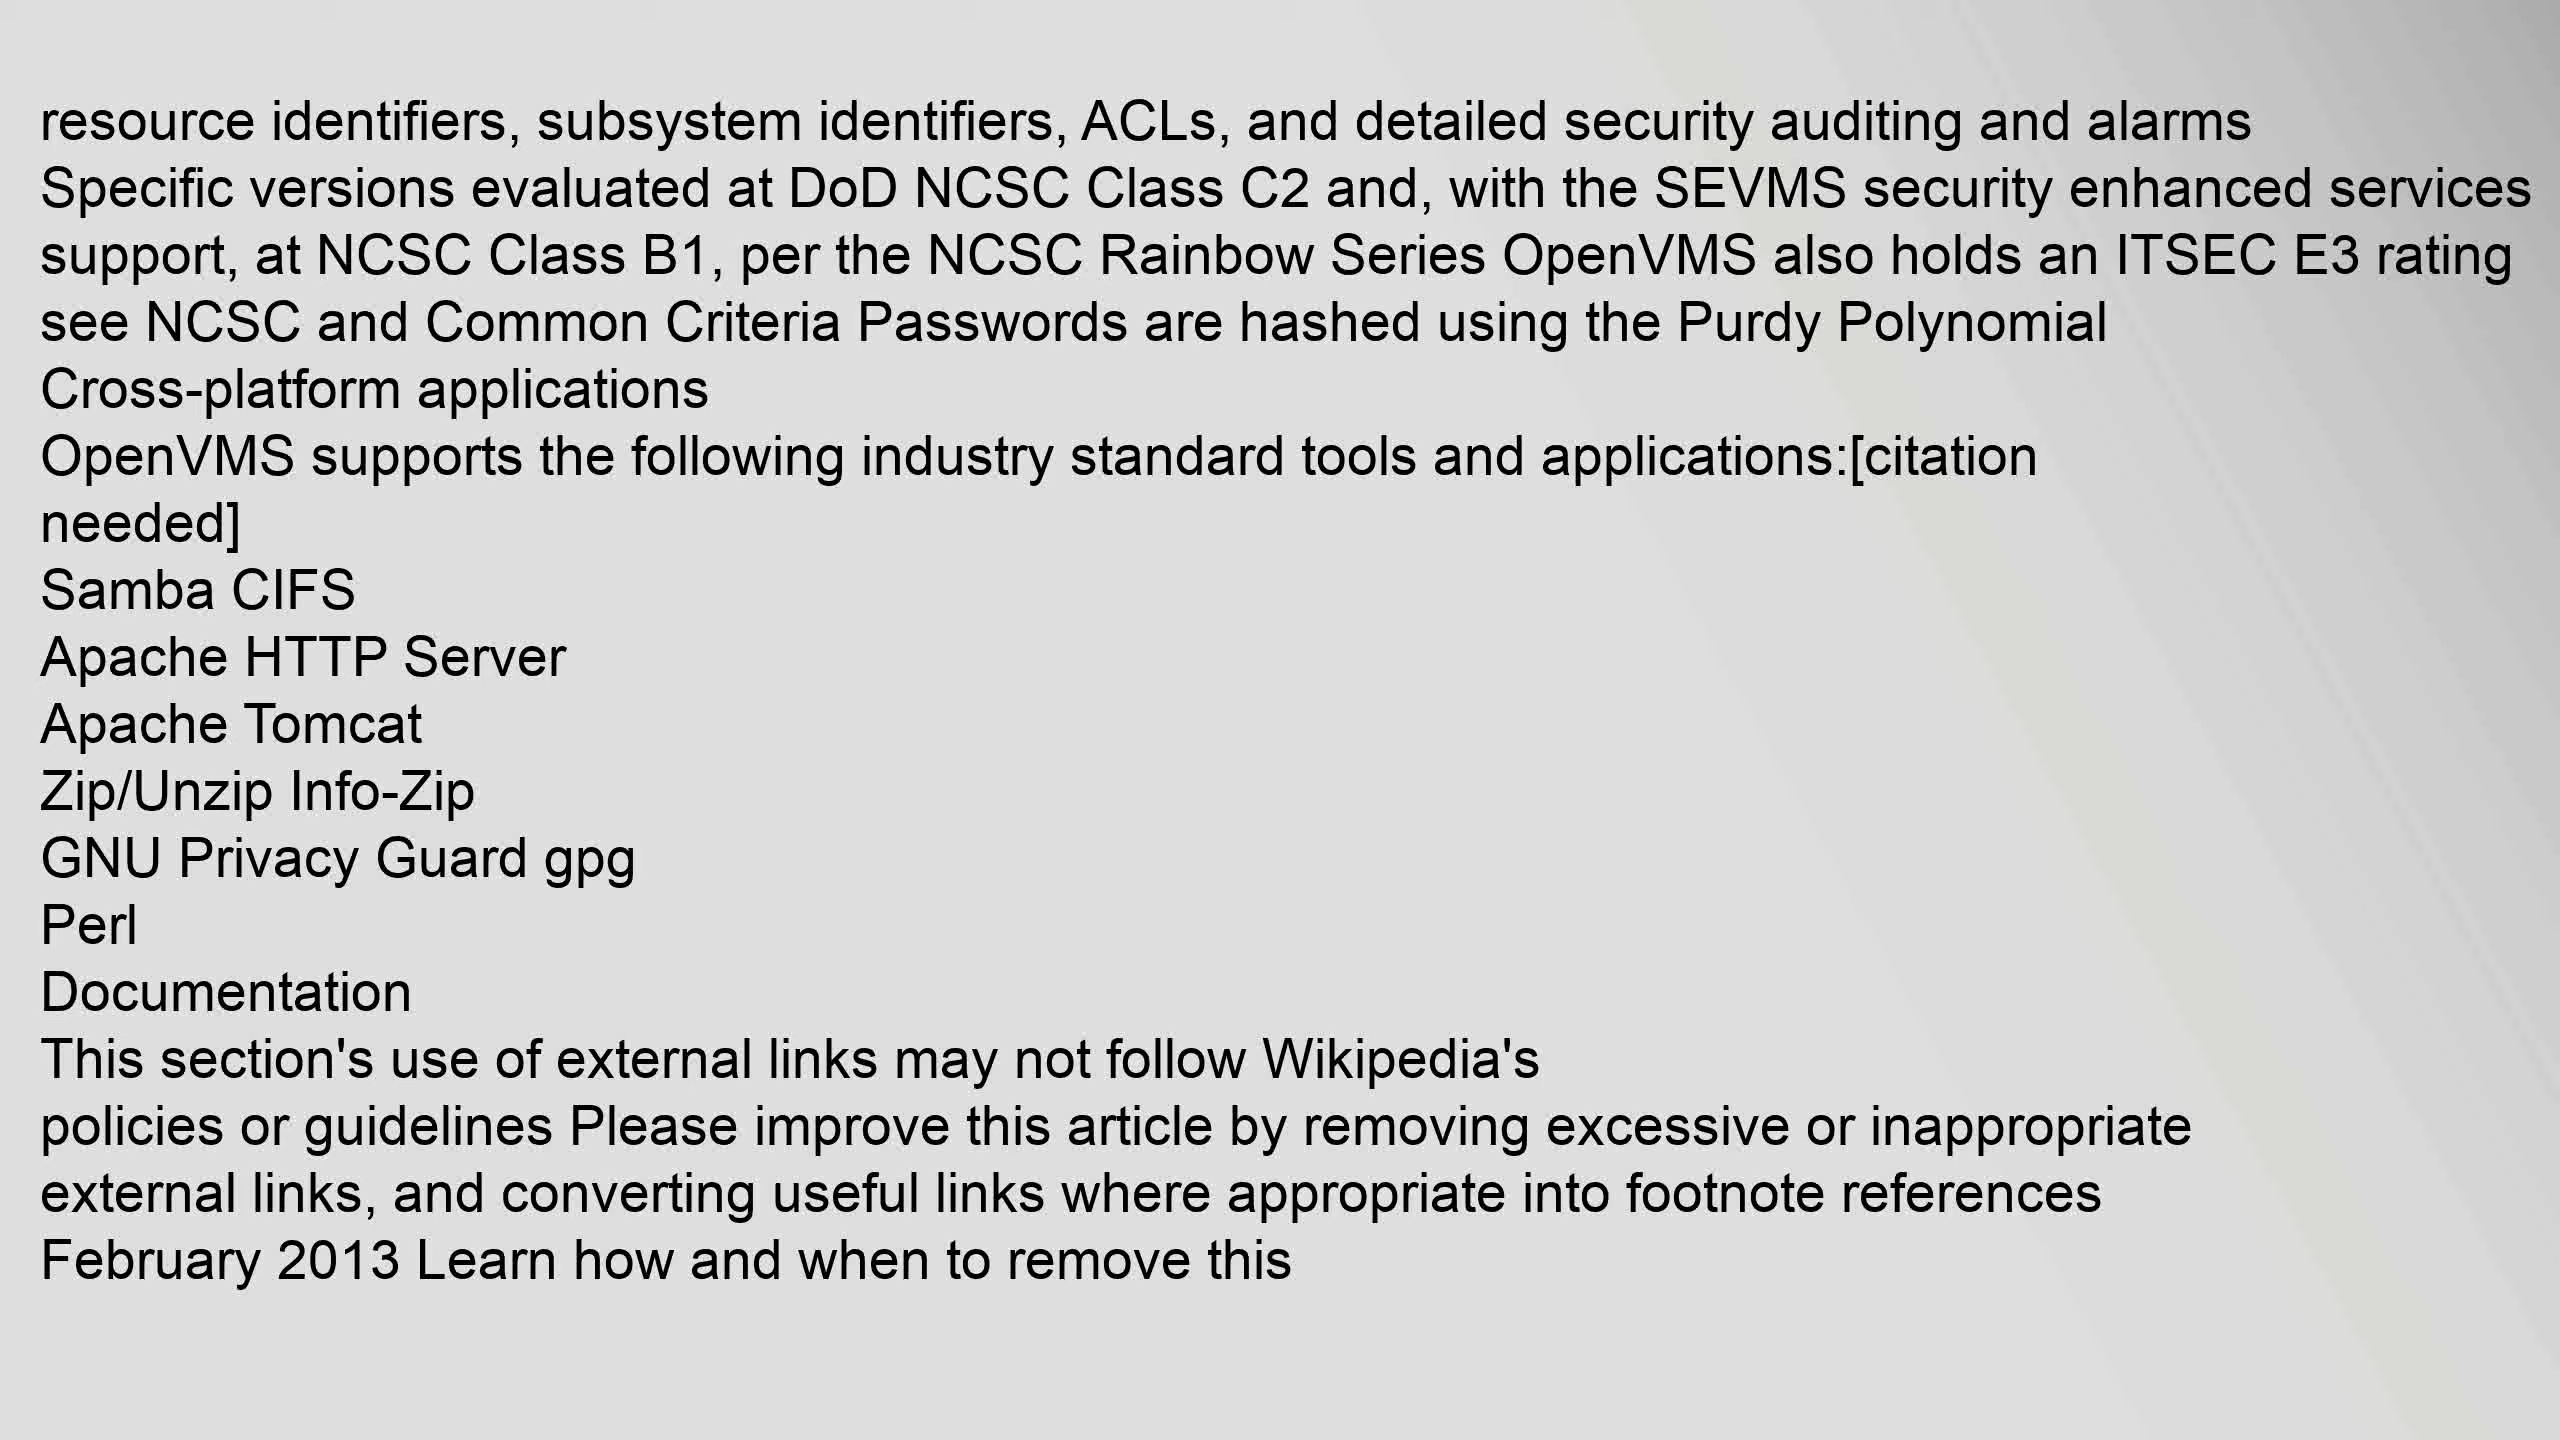 resource identifiers, subsystem identifiers, ACLs, and detailed security auditing and alarms
Specific versions evaluated at DoD NCSC Class C2 and, with the SEVMS security enhanced services
support, at NCSC Class B1, per the NCSC Rainbow Series OpenVMS also holds an ITSEC E3 rating
see NCSC and Common Criteria Passwords are hashed using the Purdy Polynomial
Cross-platform applications
OpenVMS supports the following industry standard tools and applications:[citation
needed]
Samba CIFS
Apache HTTP Server
Apache Tomcat
Zip/Unzip Info-Zip
GNU Privacy Guard gpg
Perl
Documentation
This section's use of external links may not follow Wikipedia's
policies or guidelines Please improve this article by removing excessive or inappropriate
external links, and converting useful links where appropriate into footnote references
February 2013 Learn how and when to remove this